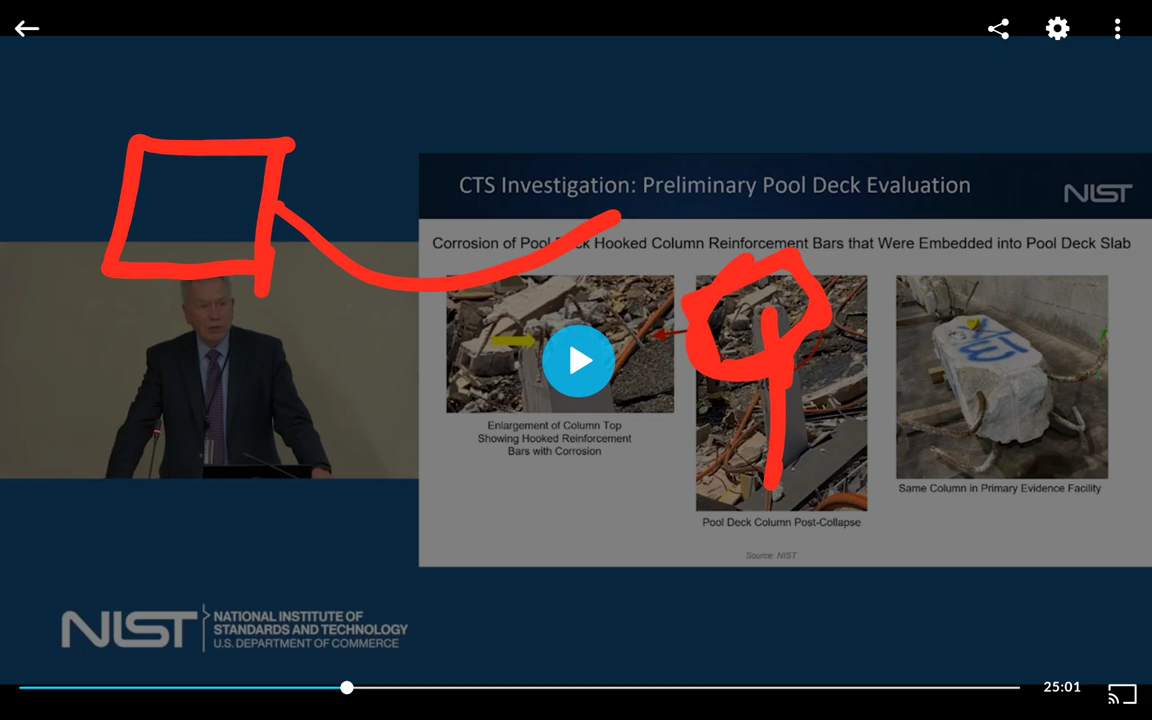 CTS Investigation: Preliminary Pool Deck Evaluation
NIST
Corrosion of Pool Deck Hooked Column Reinforcement Bars that Were Embedded into Pool Deck Slab
Enlargement of Column Top
Showing Hooked Reinforcement
Bars with Corrosion
Pool Deck Column Post-Collapse
Same Column in Primary Evidence Facility
Source: NIST
NIST
NATIONAL INSTITUTE OF
STANDARDS AND TECHNOLOGY
U.S. DEPARTMENT OF COMMERCE
25:01